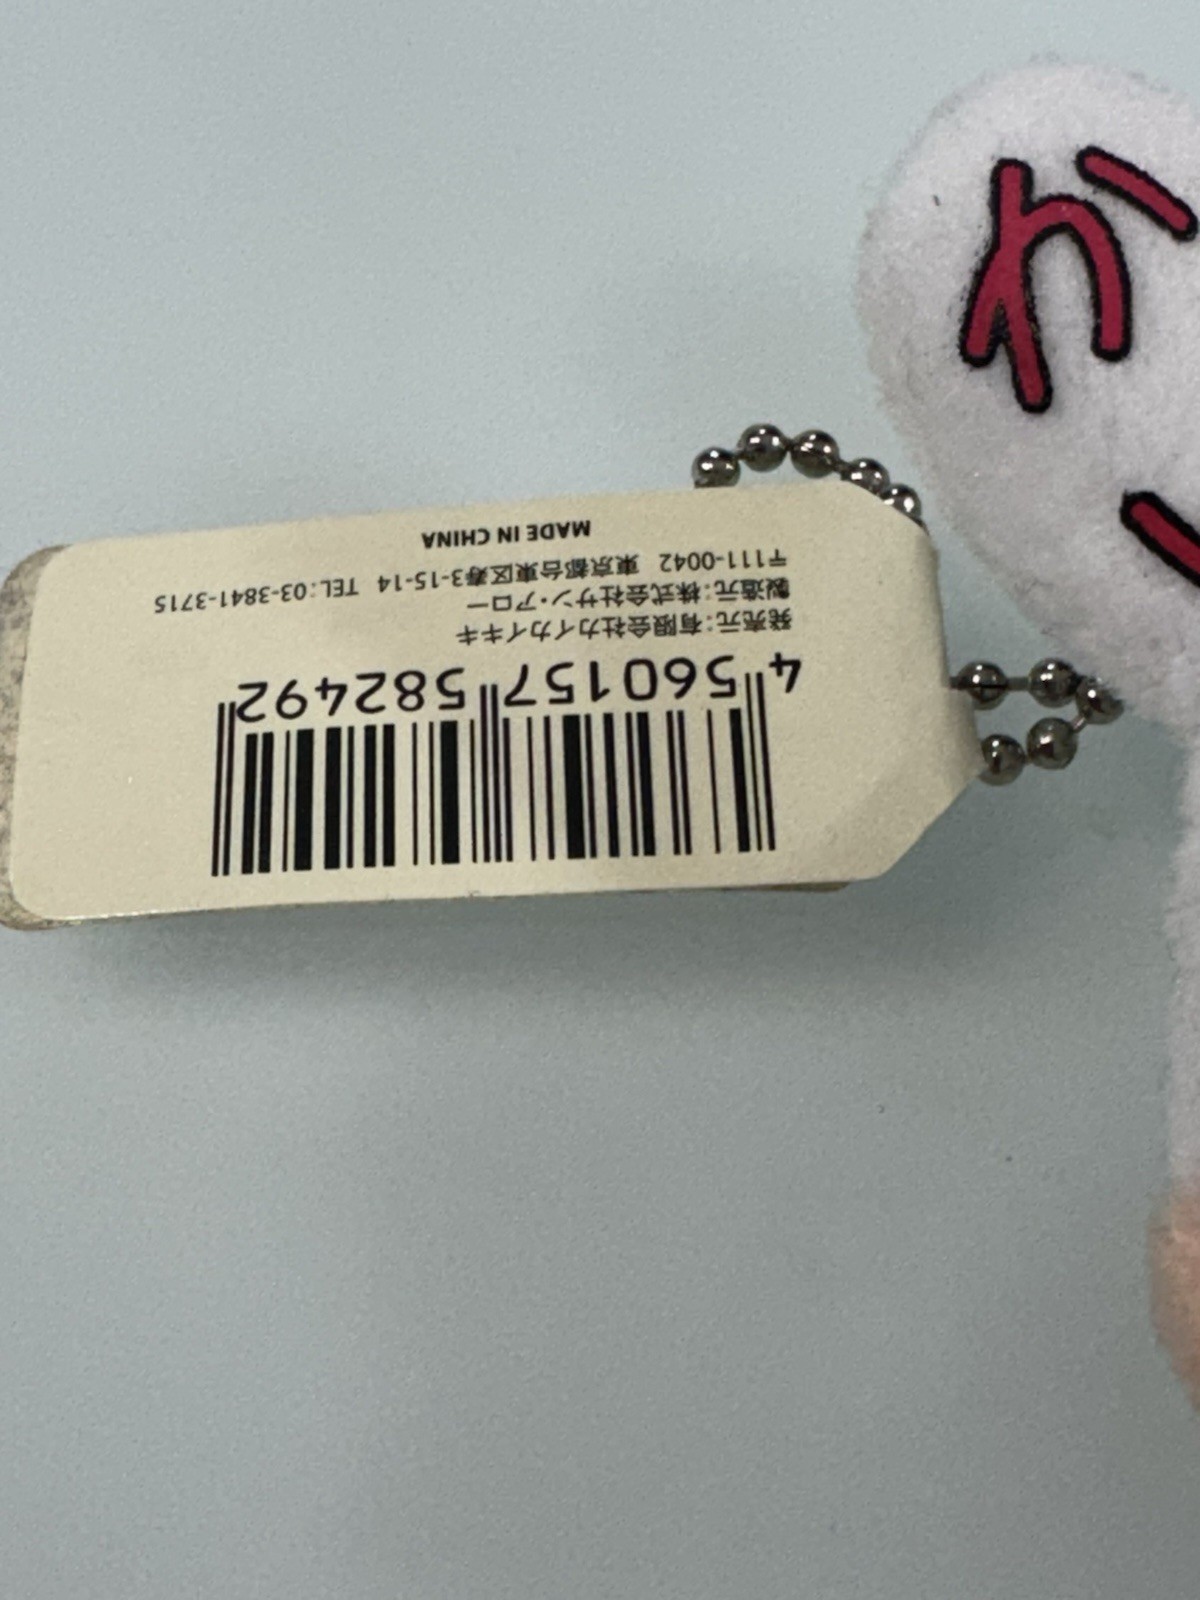 か
4 560157 582492
発売元:有限会社カイカイキキ
製造元:株式会社サン・アロー
〒111-0042 東京都台東区寿3-15-14 TEL:03-3841-3715
MADE IN CHINA